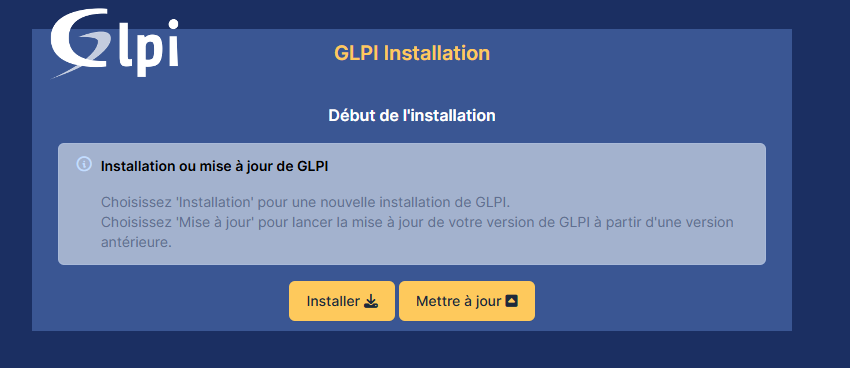 Glpi
GLPI Installation
Début de l'installation
Installation ou mise à jour de GLPI
Choisissez 'Installation' pour une nouvelle installation de GLPI.
Choisissez 'Mise à jour' pour lancer la mise à jour de votre version de GLPI à partir d'une version
antérieure.
Installer
Mettre à jour